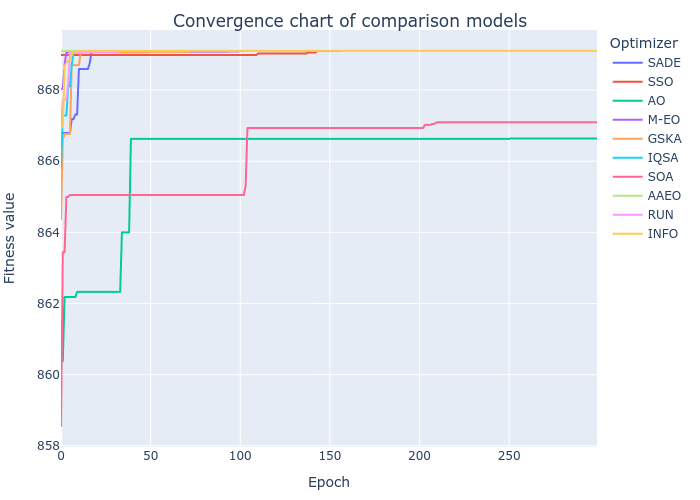 Convergence chart of comparison models
Fitness value
868
866
864
862
860
858
0
50
100
150
200
250
Epoch
Optimizer
SADE
SSO
AO
M-EO
GSKA
IQSA
SOA
AAEO
RUN
INFO